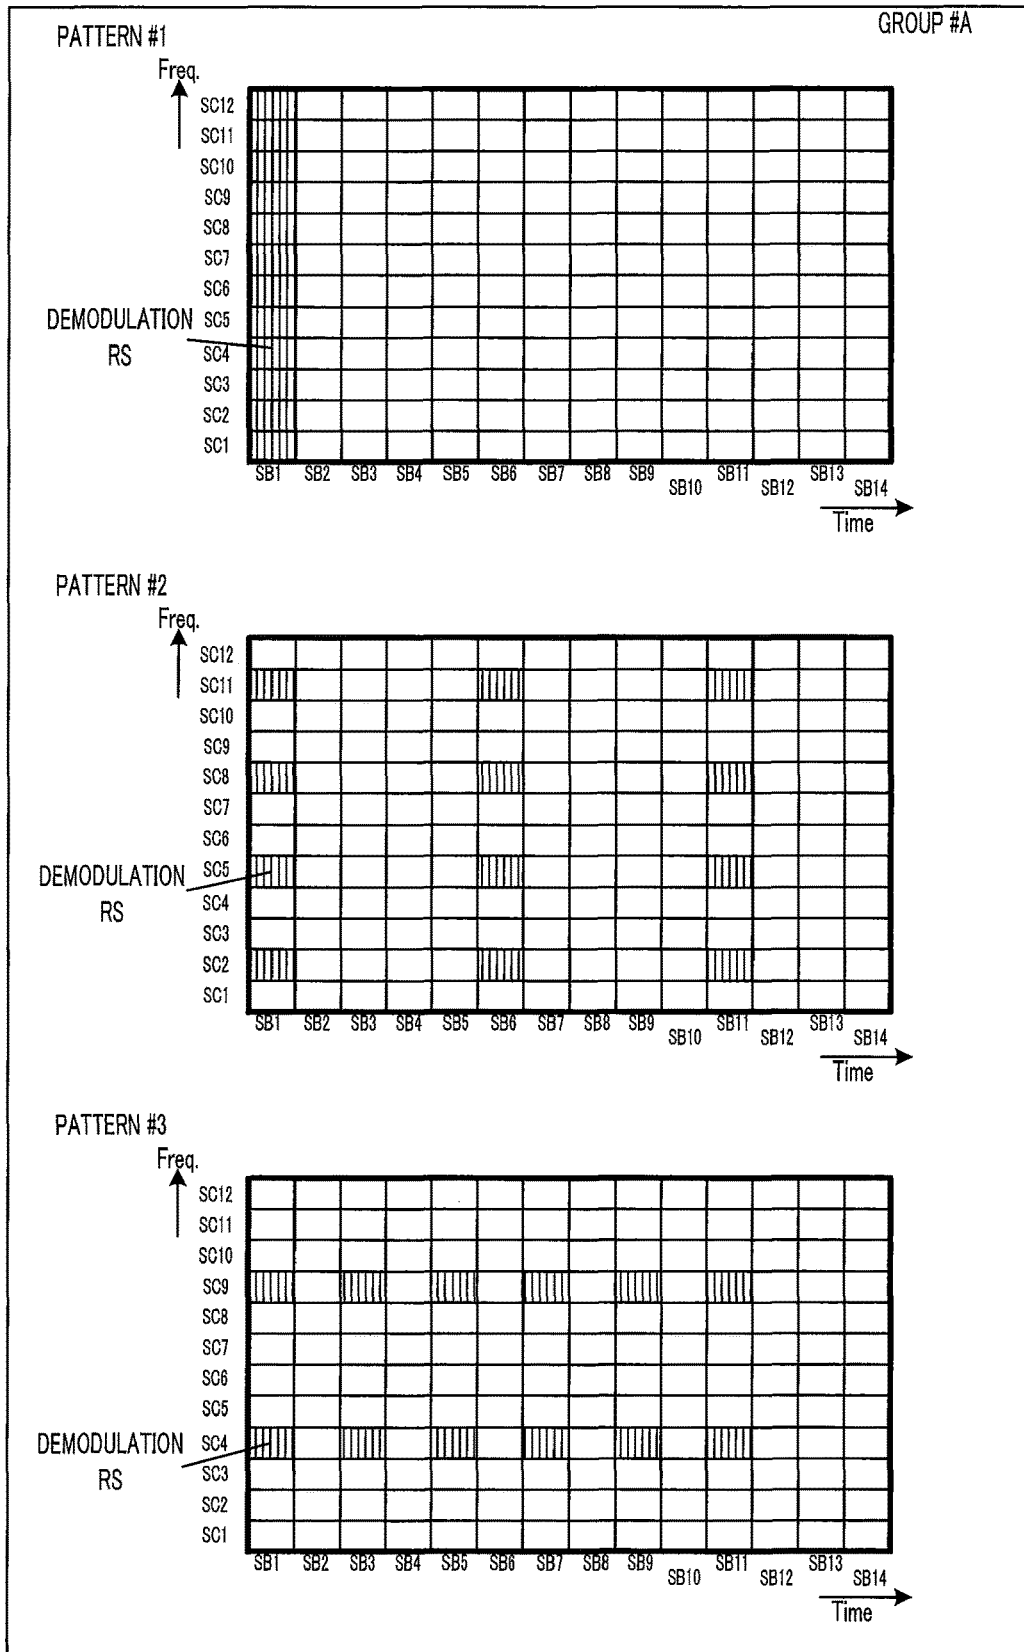 GROUP #A
PATTERN #1
Freq.
SC12
SC11
SC10
SC9
SC8
SC7
SC6
SC5
SC4
SC3
SC2
SC1
DEMODULATION
RS
SB1 SB2 SB3 SB4 SB5 SB6 SB7 SB8 SB9 SB10 SB11 SB12 SB13 SB14
Time
PATTERN #2
Freq.
SC12
SC11
SC10
SC9
SC8
SC7
SC6
SC5
SC4
SC3
SC2
SC1
DEMODULATION
RS
SB1 SB2 SB3 SB4 SB5 SB6 SB7 SB8 SB9 SB10 SB11 SB12 SB13 SB14
Time
PATTERN #3
Freq.
SC12
SC11
SC10
SC9
SC8
SC7
SC6
SC5
SC4
SC3
SC2
SC1
DEMODULATION
RS
SB1 SB2 SB3 SB4 SB5 SB6 SB7 SB8 SB9 SB10 SB11 SB12 SB13 SB14
Time